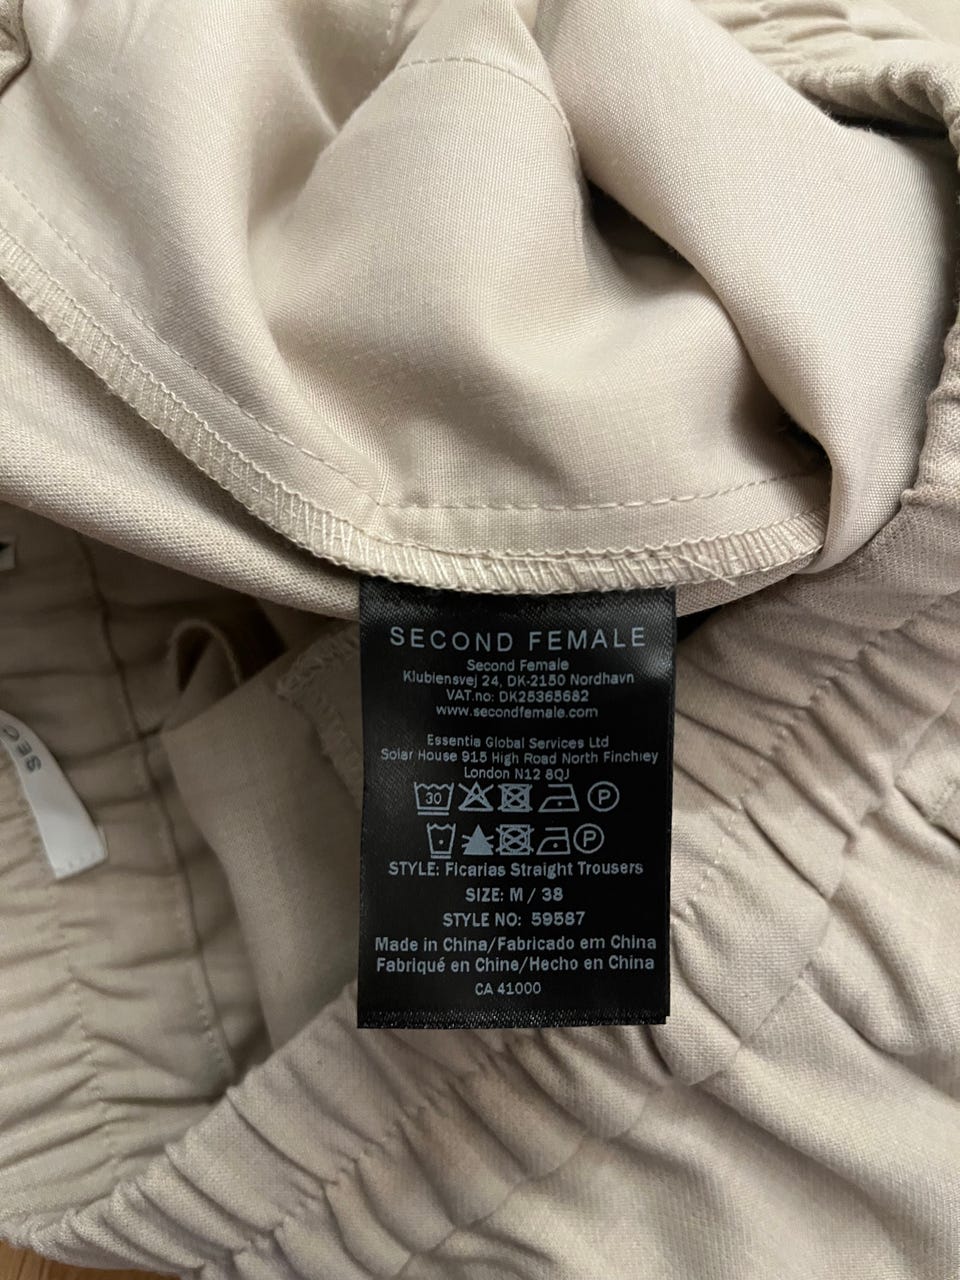 SECOND FEMALE
Second Female
Klubiensvej 24, DK-2150 Nordhavn
VAT.no: DK25365682
www.secondfemale.com
Essentia Global Services Ltd
Solar House 915 High Road North Finchley
London N12 8QJ
30 P
P
STYLE: Ficarias Straight Trousers
SIZE: M / 38
STYLE NO: 59587
Made in China/Fabricado em China
Fabriqué en Chine/Hecho en China
CA 41000
SEC